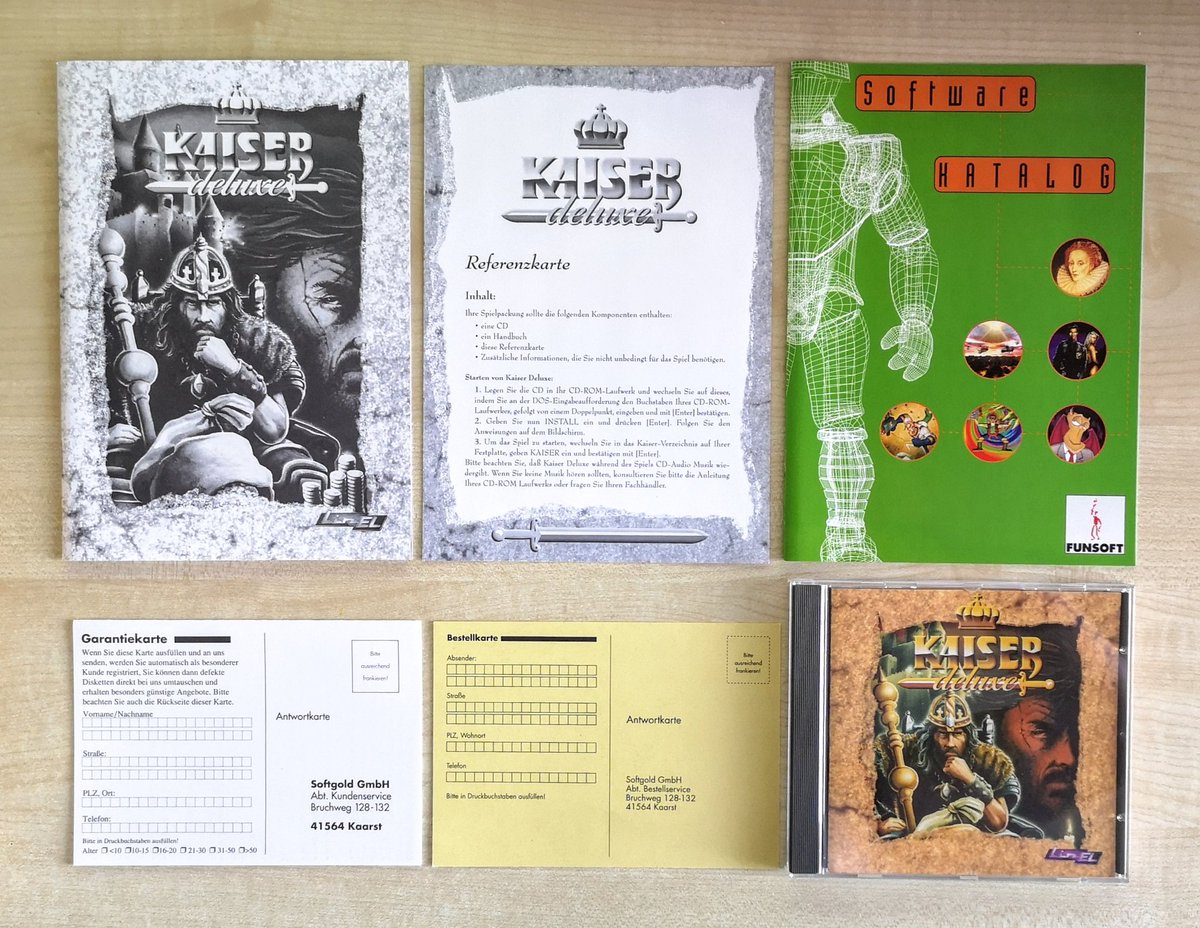 KAISER
deluxe
LINEL
KAISER
deluxe
Referenzkarte
Inhalt:
Ihre Spielpackung sollte die folgenden Komponenten enthalten:
• eine CD
• ein Handbuch
• diese Referenzkarte
• Zusätzliche Informationen, die Sie nicht unbedingt für das Spiel benötigen.
Starten von Kaiser Deluxe:
1. Legen Sie die CD in Ihr CD-ROM-Laufwerk und wechseln Sie auf dieses,
indem Sie an der DOS-Eingabeaufforderung den Buchstaben Ihres CD-ROM-
Laufwerkes, gefolgt von einem Doppelpunkt, eingeben und mit [Enter] bestätigen.
2. Geben Sie nun INSTALL ein und drücken [Enter]. Folgen Sie den
Anweisungen auf dem Bildschirm.
3. Um das Spiel zu starten, wechseln Sie in das Kaiser-Verzeichnis auf Ihrer
Festplatte, geben KAISER ein und bestätigen mit [Enter].
Bitte beachten Sie, daß Kaiser Deluxe während des Spiels CD-Audio Musik wie-
dergibt. Wenn Sie keine Musik hören sollten, konsultieren Sie bitte die Anleitung
Ihres CD-ROM Laufwerks oder fragen Sie Ihren Fachhändler.
Software
KATALOG
FUNSOFT
Garantiekarte
Wenn Sie diese Karte ausfüllen und an uns
senden, werden Sie automatisch als besonderer
Kunde registriert, Sie können dann defekte
Disketten direkt bei uns umtauschen und
erhalten besonders günstige Angebote. Bitte
beachten Sie auch die Rückseite dieser Karte.
Vorname/Nachname
Straße:
PLZ, Ort:
Telefon:
Bitte in Druckbuchstaben ausfüllen!
Alter ❒<10 ❒10-15 ❒16-20 ❒21-30 ❒31-50 ❒>50
Bitte
ausreichend
frankieren!
Antwortkarte
Softgold GmbH
Abt. Kundenservice
Bruchweg 128-132
41564 Kaarst
Bestellkarte
Absender:
Straße
PLZ, Wohnort
Telefon
Bitte in Druckbuchstaben ausfüllen!
Bitte
ausreichend
frankieren!
Antwortkarte
Softgold GmbH
Abt. Bestellservice
Bruchweg 128-132
41564 Kaarst
KAISER
deluxe
LINEL